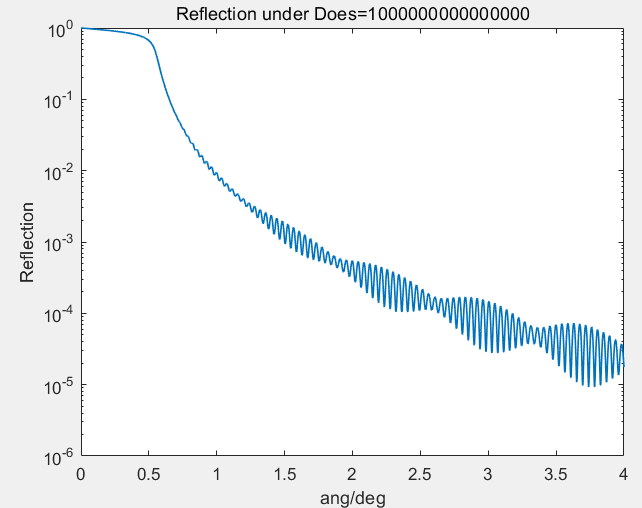 Reflection under Does=1000000000000000
10^0
10^-1
10^-2
10^-3
10^-4
10^-5
10^-6
Reflection
0 0.5 1 1.5 2 2.5 3 3.5 4
ang/deg